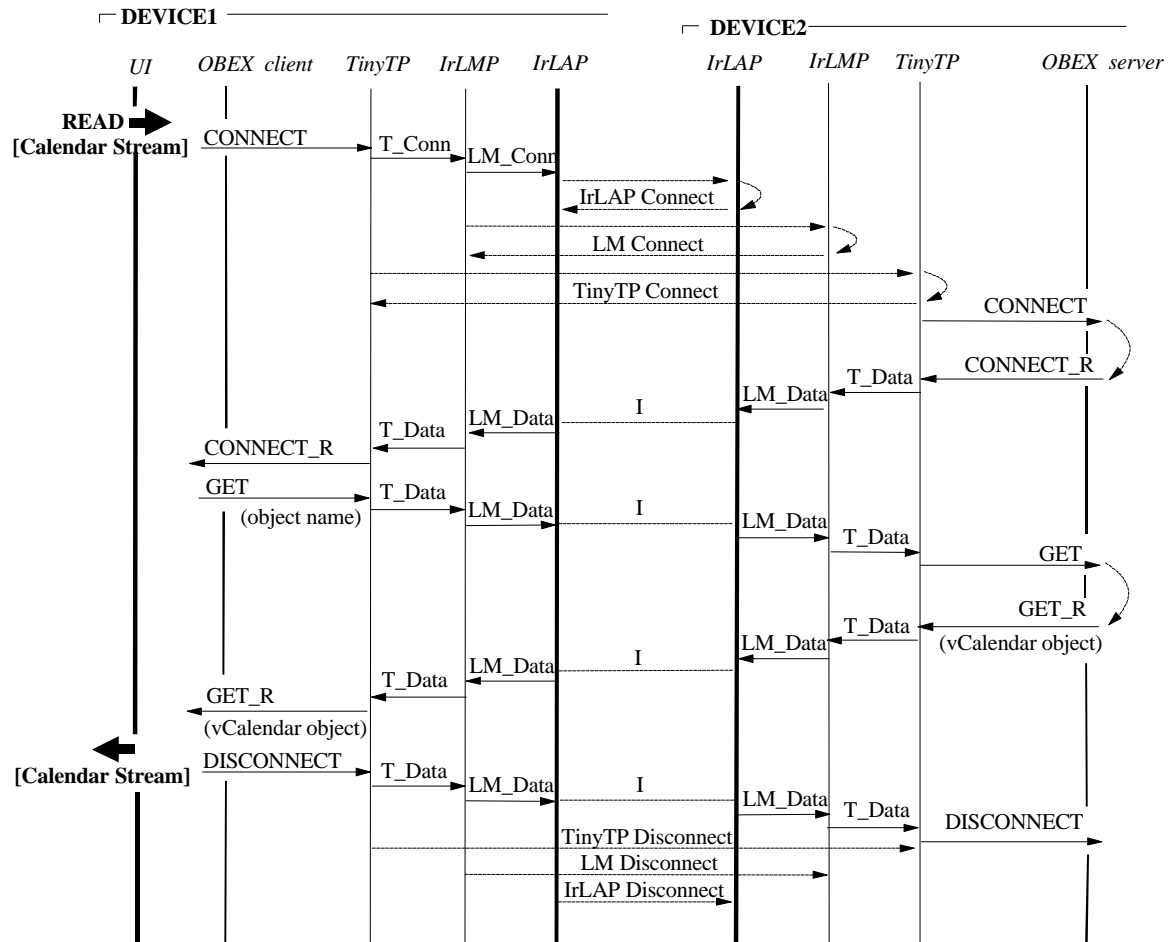 DEVICE1
DEVICE2
UI OBEX client TinyTP IrLMP IrLAP IrLAP IrLMP TinyTP OBEX server
READ
[Calendar Stream]
CONNECT
T_Conn
LM_Conn
IrLAP Connect
LM Connect
TinyTP Connect
CONNECT
CONNECT_R
T_Data
LM_Data
I
LM_Data
T_Data
CONNECT_R
GET
(object name)
T_Data
LM_Data
I
LM_Data
T_Data
GET
GET_R
(vCalendar object)
T_Data
LM_Data
I
LM_Data
T_Data
GET_R
(vCalendar object)
[Calendar Stream]
DISCONNECT
T_Data
LM_Data
I
LM_Data
T_Data
DISCONNECT
TinyTP Disconnect
LM Disconnect
IrLAP Disconnect